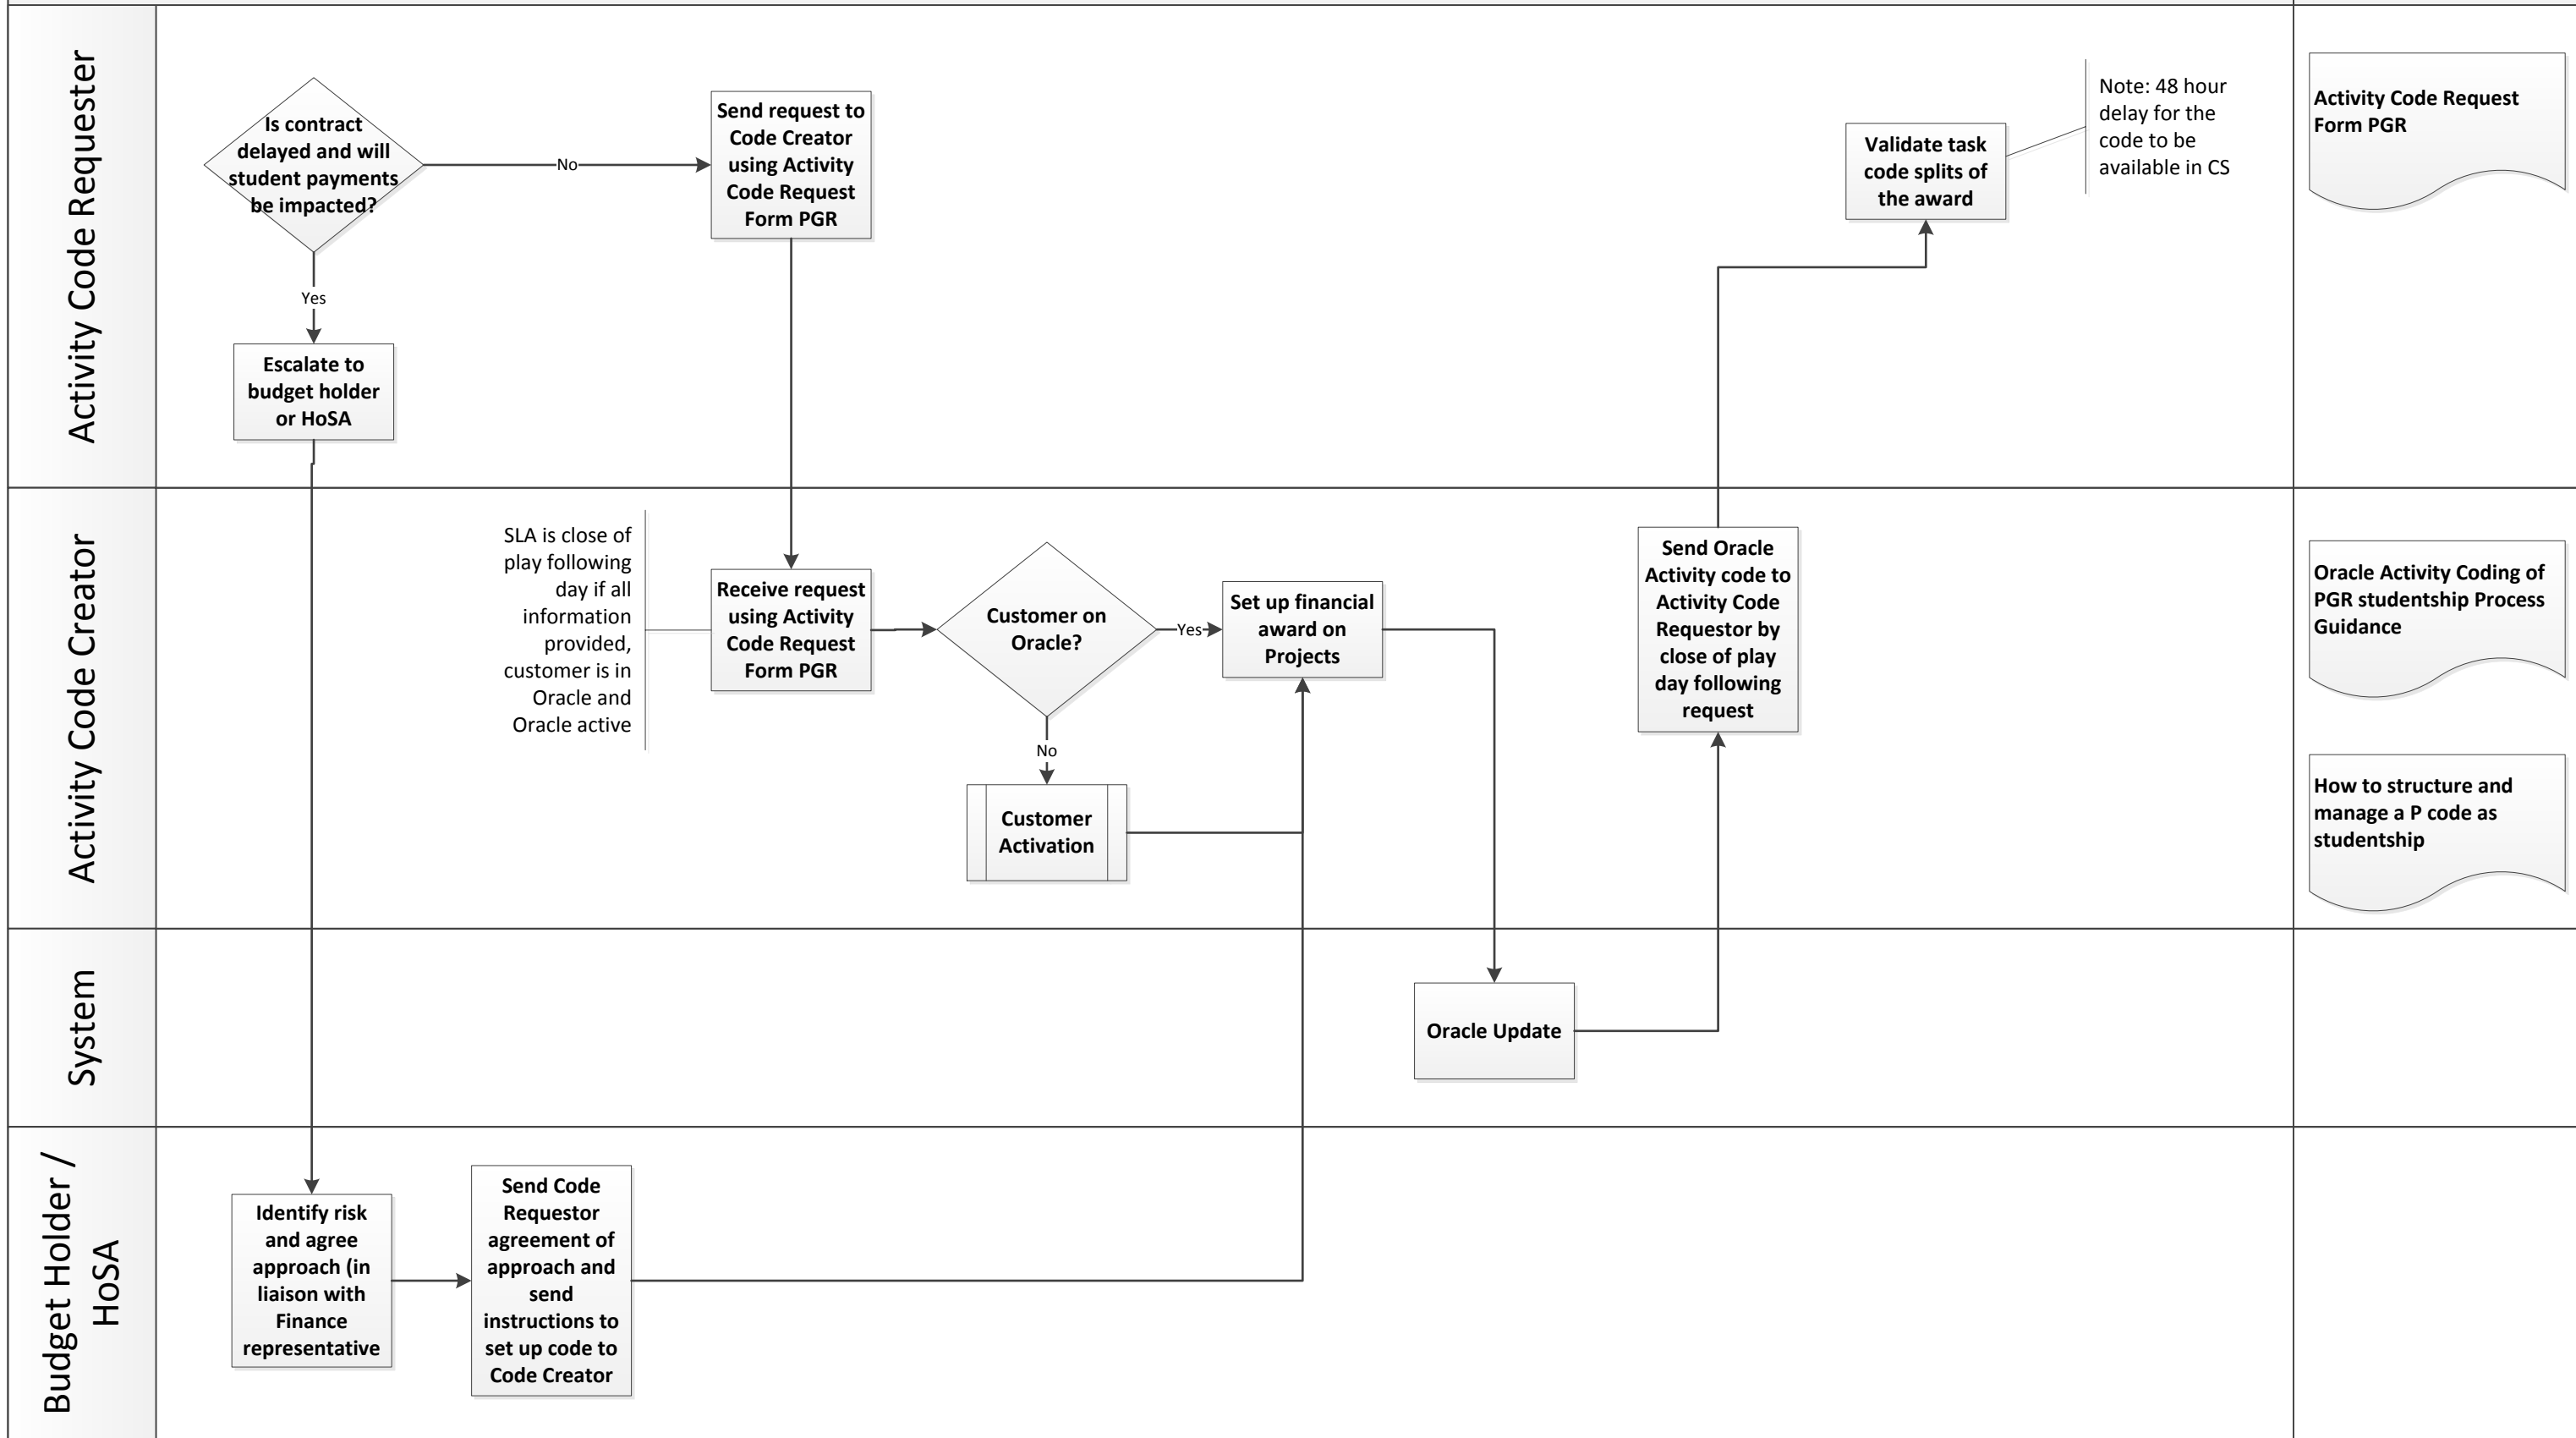 Activity Code Requester
Is contract
delayed and will
student payments
be impacted?
No
Yes
Send request to
Code Creator
using Activity
Code Request
Form PGR
Escalate to
budget holder
or HoSA
Validate task
code splits of
the award
Note: 48 hour
delay for the
code to be
available in CS
Activity Code Request
Form PGR
Activity Code Creator
SLA is close of
play following
day if all
information
provided,
customer is in
Oracle and
Oracle active
Receive request
using Activity
Code Request
Form PGR
Customer on
Oracle?
Yes
No
Set up financial
award on
Projects
Customer
Activation
Send Oracle
Activity code to
Activity Code
Requestor by
close of play
day following
request
Oracle Activity Coding of
PGR studentship Process
Guidance
How to structure and
manage a P code as
studentship
System
Oracle Update
Budget Holder /
HoSA
Identify risk
and agree
approach (in
liaison with
Finance
representative
Send Code
Requestor
agreement of
approach and
send
instructions to
set up code to
Code Creator